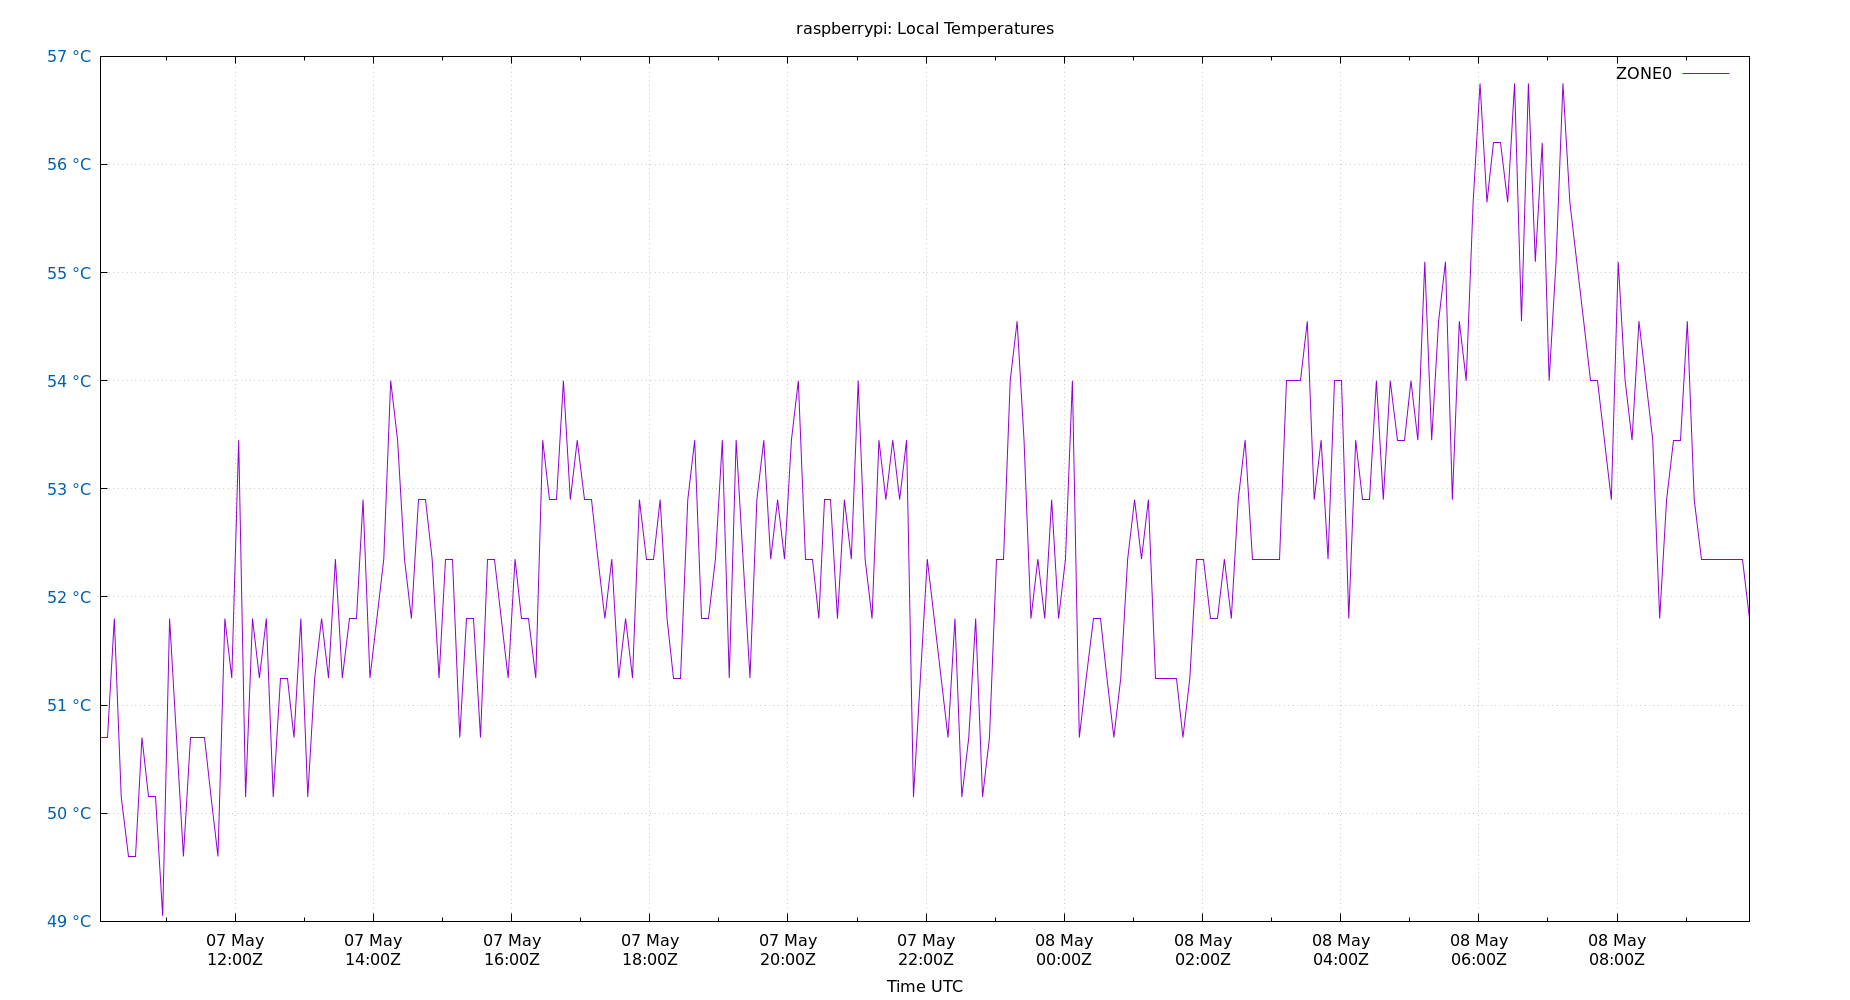 raspberrypi: Local Temperatures
57 °C
ZONE0
56 °C
55 °C
54 °C
53 °C
52 °C
51 °C
50 °C
49 °C
07 May 07 May 07 May 07 May 07 May 07 May 08 May 08 May 08 May 08 May 08 May
12:00Z 14:00Z 16:00Z 18:00Z 20:00Z 22:00Z 00:00Z 02:00Z 04:00Z 06:00Z 08:00Z
Time UTC